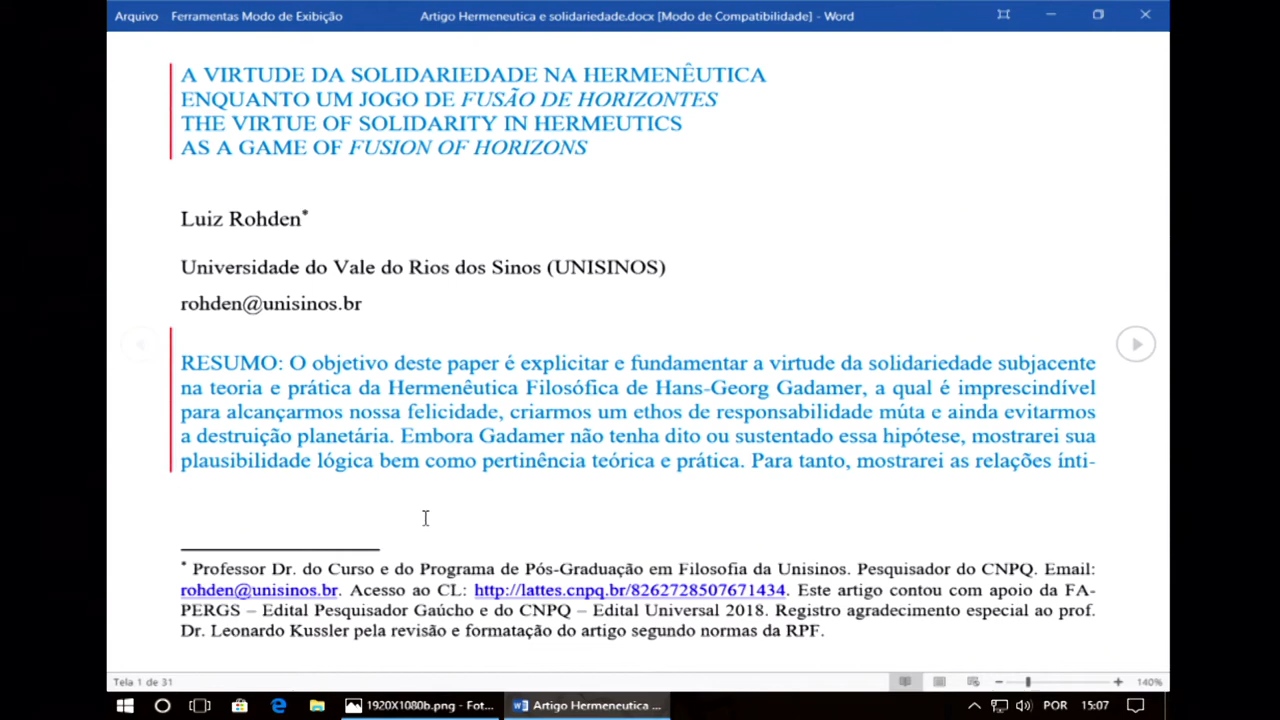 Arquivo Ferramentas Modo de Exibição Artigo Hermeneutica e solidariedade.docx [Modo de Compatibilidade] - Word
A VIRTUDE DA SOLIDARIEDADE NA HERMENÊUTICA
ENQUANTO UM JOGO DE FUSÃO DE HORIZONTES
THE VIRTUE OF SOLIDARITY IN HERMEUTICS
AS A GAME OF FUSION OF HORIZONS
Luiz Rohden*
Universidade do Vale do Rios dos Sinos (UNISINOS)
rohden@unisinos.br
RESUMO: O objetivo deste paper é explicitar e fundamentar a virtude da solidariedade subjacente
na teoria e prática da Hermenêutica Filosófica de Hans-Georg Gadamer, a qual é imprescindível
para alcançarmos nossa felicidade, criarmos um ethos de responsabilidade múta e ainda evitarmos
a destruição planetária. Embora Gadamer não tenha dito ou sustentado essa hipótese, mostrarei sua
plausibilidade lógica bem como pertinência teórica e prática. Para tanto, mostrarei as relações ínti-
* Professor Dr. do Curso e do Programa de Pós-Graduação em Filosofia da Unisinos. Pesquisador do CNPQ. Email:
rohden@unisinos.br. Acesso ao CL: http://lattes.cnpq.br/8262728507671434. Este artigo contou com apoio da FA-
PERGS – Edital Pesquisador Gaúcho e do CNPQ – Edital Universal 2018. Registro agradecimento especial ao prof.
Dr. Leonardo Kussler pela revisão e formatação do artigo segundo normas da RPF.
Tela 1 de 31 140%
1920X1080b.png - Fot... Artigo Hermeneutica ... POR 15:07